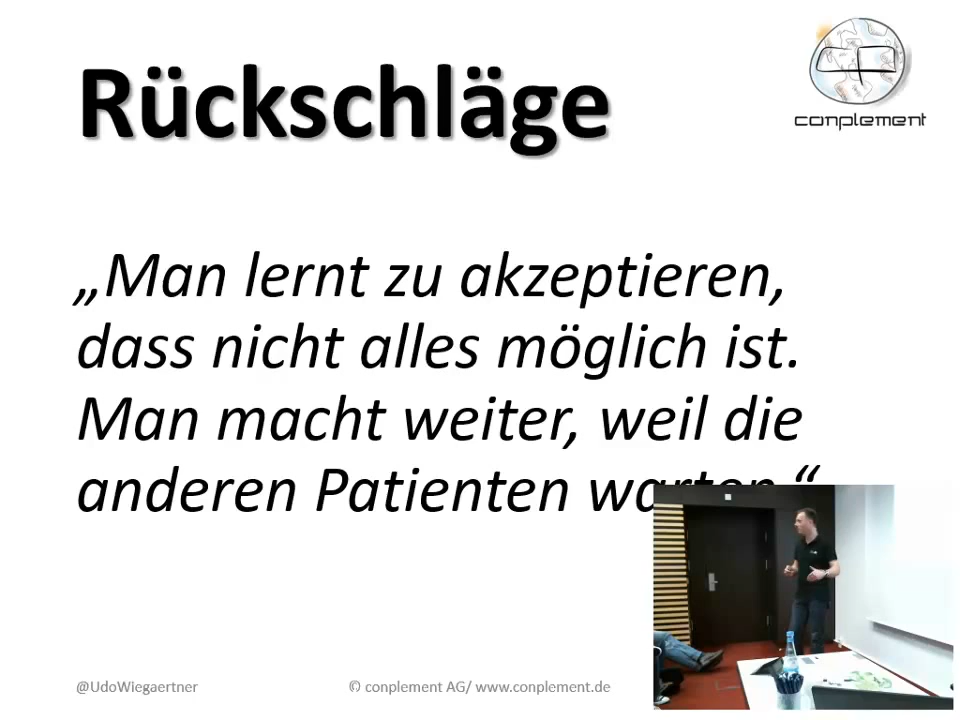 Rückschläge
conplement
„Man lernt zu akzeptieren,
dass nicht alles möglich ist.
Man macht weiter, weil die
anderen Patienten warten.“
@UdoWiegaertner
© conplement AG/ www.conplement.de